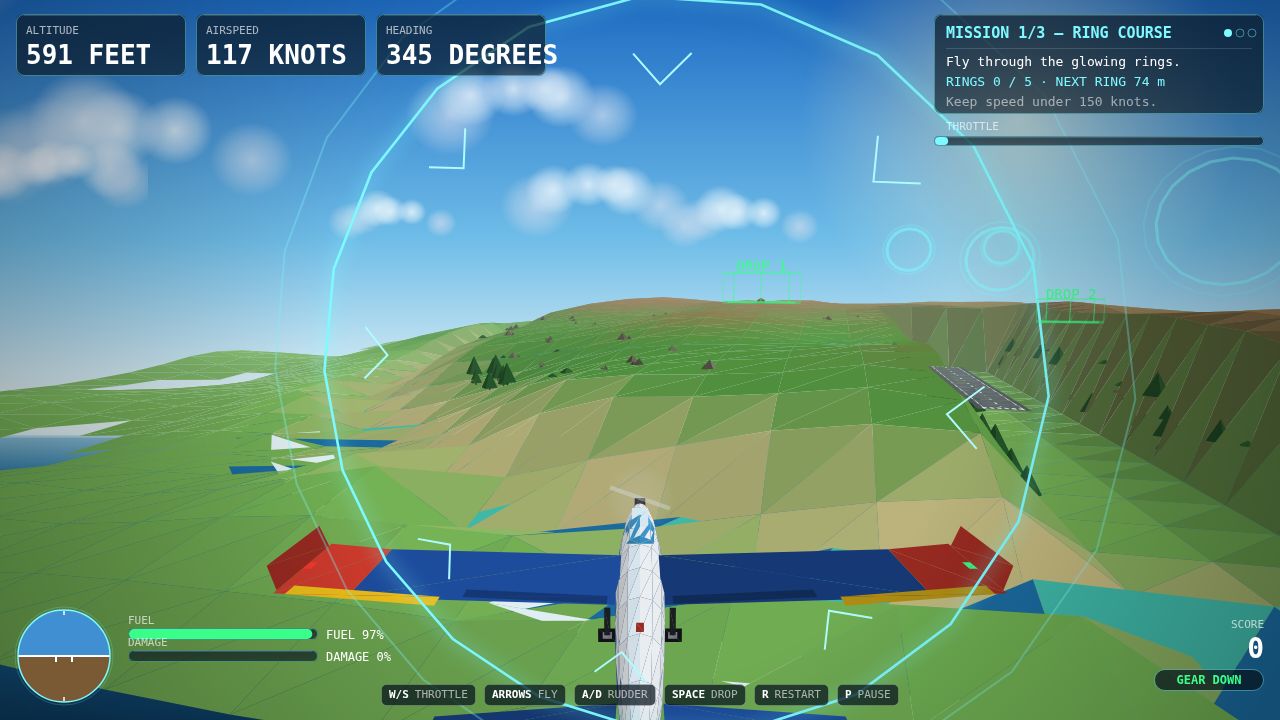 ALTITUDE
591 FEET
AIRSPEED
117 KNOTS
HEADING
345 DEGREES
MISSION 1/3 — RING COURSE
Fly through the glowing rings.
RINGS 0 / 5 · NEXT RING 74 m
Keep speed under 150 knots.
THROTTLE
DROP 1
DROP 2
FUEL
FUEL 97%
DAMAGE
DAMAGE 0%
SCORE
0
GEAR DOWN
W/S THROTTLE
ARROWS FLY
A/D RUDDER
SPACE DROP
R RESTART
P PAUSE